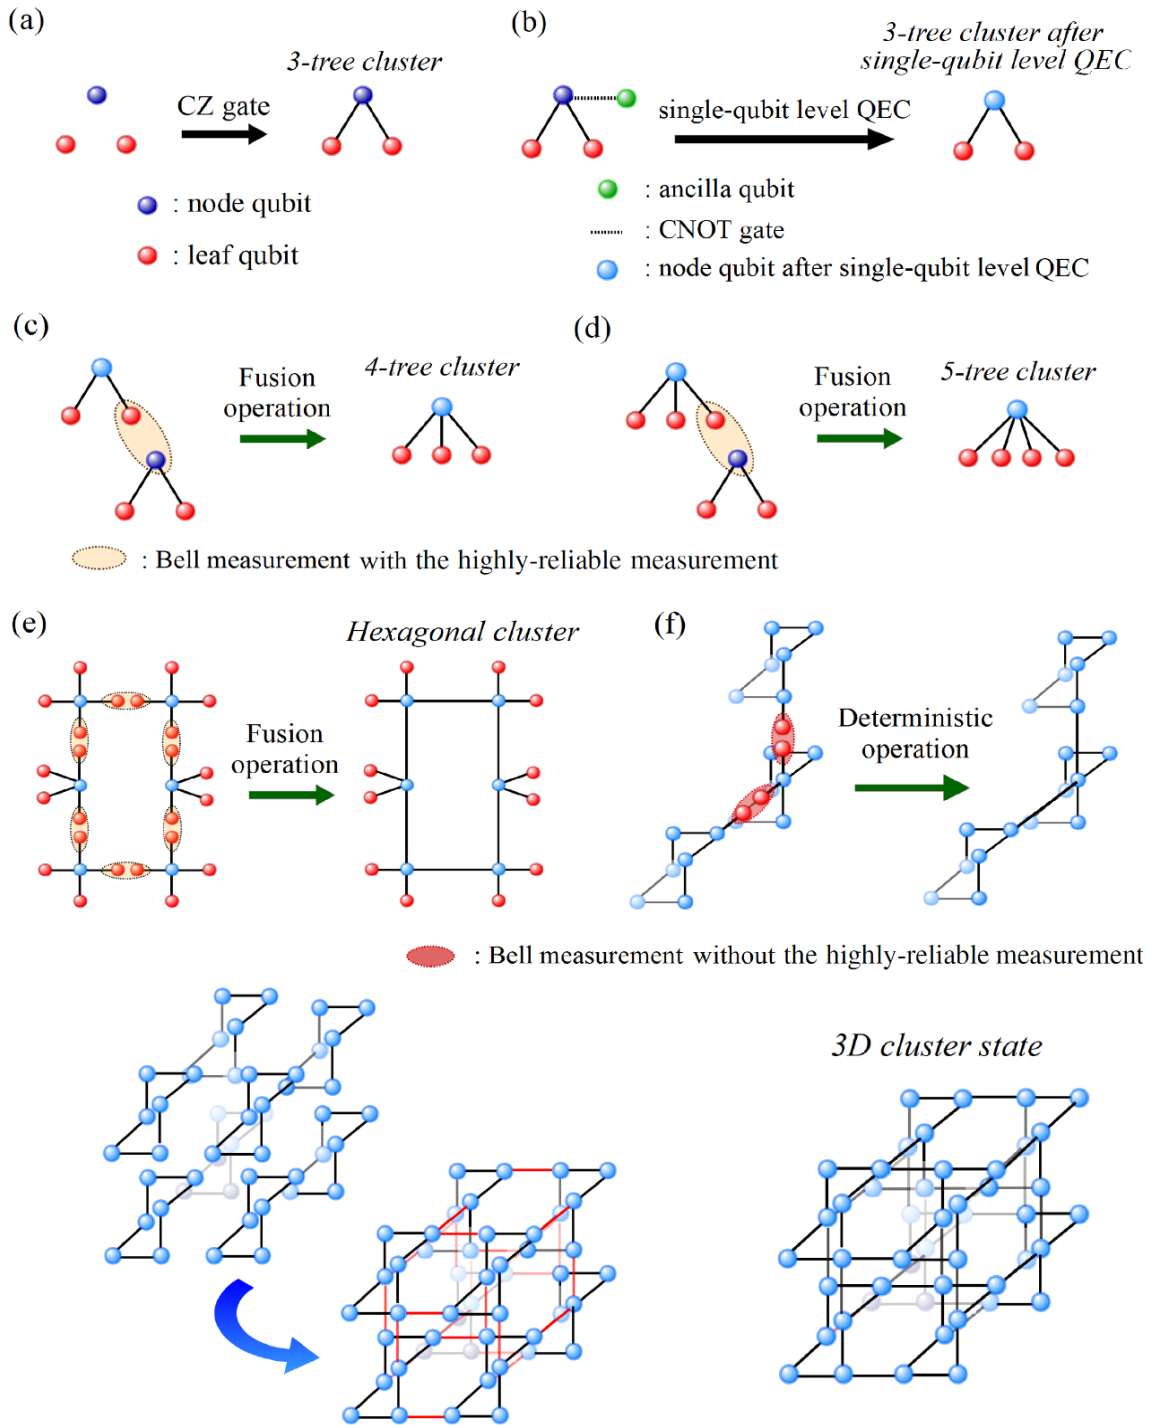 (a)
CZ gate
3-tree cluster
: node qubit
: leaf qubit
(b)
single-qubit level QEC
3-tree cluster after
single-qubit level QEC
: ancilla qubit
: CNOT gate
: node qubit after single-qubit level QEC
(c)
Fusion
operation
4-tree cluster
(d)
Fusion
operation
5-tree cluster
: Bell measurement with the highly-reliable measurement
(e)
Hexagonal cluster
Fusion
operation
(f)
Deterministic
operation
: Bell measurement without the highly-reliable measurement
3D cluster state